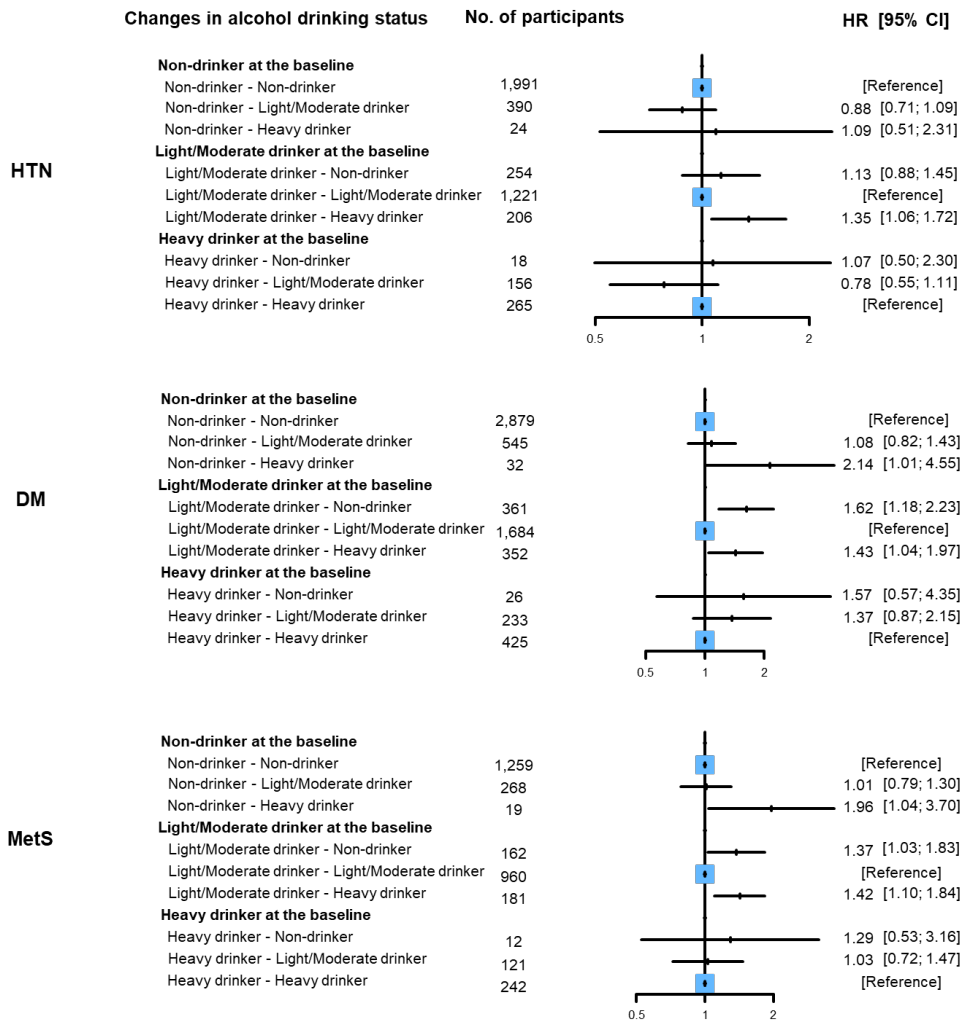 Changes in alcohol drinking status No. of participants HR [95% CI]
Non-drinker at the baseline
Non-drinker - Non-drinker 1,991 [Reference]
Non-drinker - Light/Moderate drinker 390 0.88 [0.71; 1.09]
Non-drinker - Heavy drinker 24 1.09 [0.51; 2.31]
Light/Moderate drinker at the baseline
HTN
Light/Moderate drinker - Non-drinker 254 1.13 [0.88; 1.45]
Light/Moderate drinker - Light/Moderate drinker 1,221 [Reference]
Light/Moderate drinker - Heavy drinker 206 1.35 [1.06; 1.72]
Heavy drinker at the baseline
Heavy drinker - Non-drinker 18 1.07 [0.50; 2.30]
Heavy drinker - Light/Moderate drinker 156 0.78 [0.55; 1.11]
Heavy drinker - Heavy drinker 265 [Reference]
0.5 1 2
Non-drinker at the baseline
Non-drinker - Non-drinker 2,879 [Reference]
Non-drinker - Light/Moderate drinker 545 1.08 [0.82; 1.43]
Non-drinker - Heavy drinker 32 2.14 [1.01; 4.55]
Light/Moderate drinker at the baseline
DM
Light/Moderate drinker - Non-drinker 361 1.62 [1.18; 2.23]
Light/Moderate drinker - Light/Moderate drinker 1,684 [Reference]
Light/Moderate drinker - Heavy drinker 352 1.43 [1.04; 1.97]
Heavy drinker at the baseline
Heavy drinker - Non-drinker 26 1.57 [0.57; 4.35]
Heavy drinker - Light/Moderate drinker 233 1.37 [0.87; 2.15]
Heavy drinker - Heavy drinker 425 [Reference]
0.5 1 2
Non-drinker at the baseline
Non-drinker - Non-drinker 1,259 [Reference]
Non-drinker - Light/Moderate drinker 268 1.01 [0.79; 1.30]
Non-drinker - Heavy drinker 19 1.96 [1.04; 3.70]
Light/Moderate drinker at the baseline
MetS
Light/Moderate drinker - Non-drinker 162 1.37 [1.03; 1.83]
Light/Moderate drinker - Light/Moderate drinker 960 [Reference]
Light/Moderate drinker - Heavy drinker 181 1.42 [1.10; 1.84]
Heavy drinker at the baseline
Heavy drinker - Non-drinker 12 1.29 [0.53; 3.16]
Heavy drinker - Light/Moderate drinker 121 1.03 [0.72; 1.47]
Heavy drinker - Heavy drinker 242 [Reference]
0.5 1 2